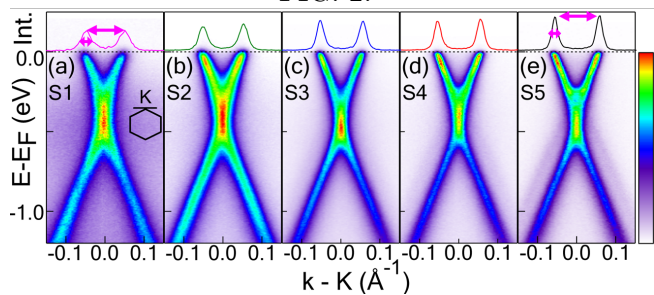 Int.
(a) (b) (c) (d) (e)
S1 S2 S3 S4 S5
K
0.0
-1.0
E-EF (eV)
-0.1 0.0 0.1 -0.1 0.0 0.1 -0.1 0.0 0.1 -0.1 0.0 0.1 -0.1 0.0 0.1
k - K (Å⁻¹)